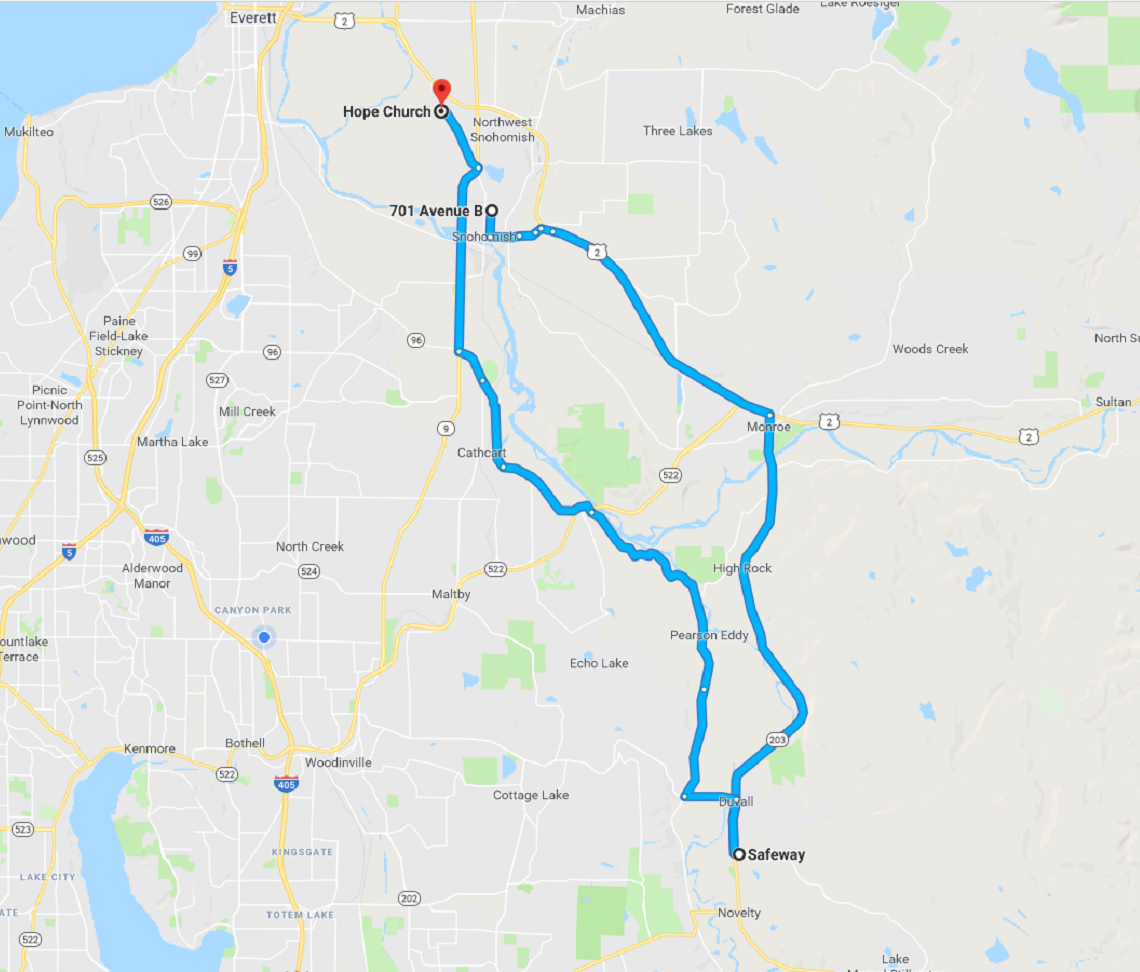 Everett
2
Machias
Forest Glade
Lake Roesiger
Hope Church
Mukilteo
Northwest
Snohomish
Three Lakes
526
701 Avenue B
Snohomish
99
5
2
Paine
Field-Lake
Stickney
96
96
Woods Creek
North Su
527
Picnic
Point-North
Lynnwood
Mill Creek
Sultan
Martha Lake
9
Monroe
2
2
525
Cathcart
522
405
nwood
5
North Creek
Alderwood
Manor
524
522
High Rock
Maltby
CANYON PARK
ountlake
Terrace
Pearson Eddy
Echo Lake
203
Kenmore
Bothell
Woodinville
522
405
Cottage Lake
Duvall
523
KINGSGATE
Safeway
LAKE CITY
202
ATE
TOTEM LAKE
Novelty
522
Lake